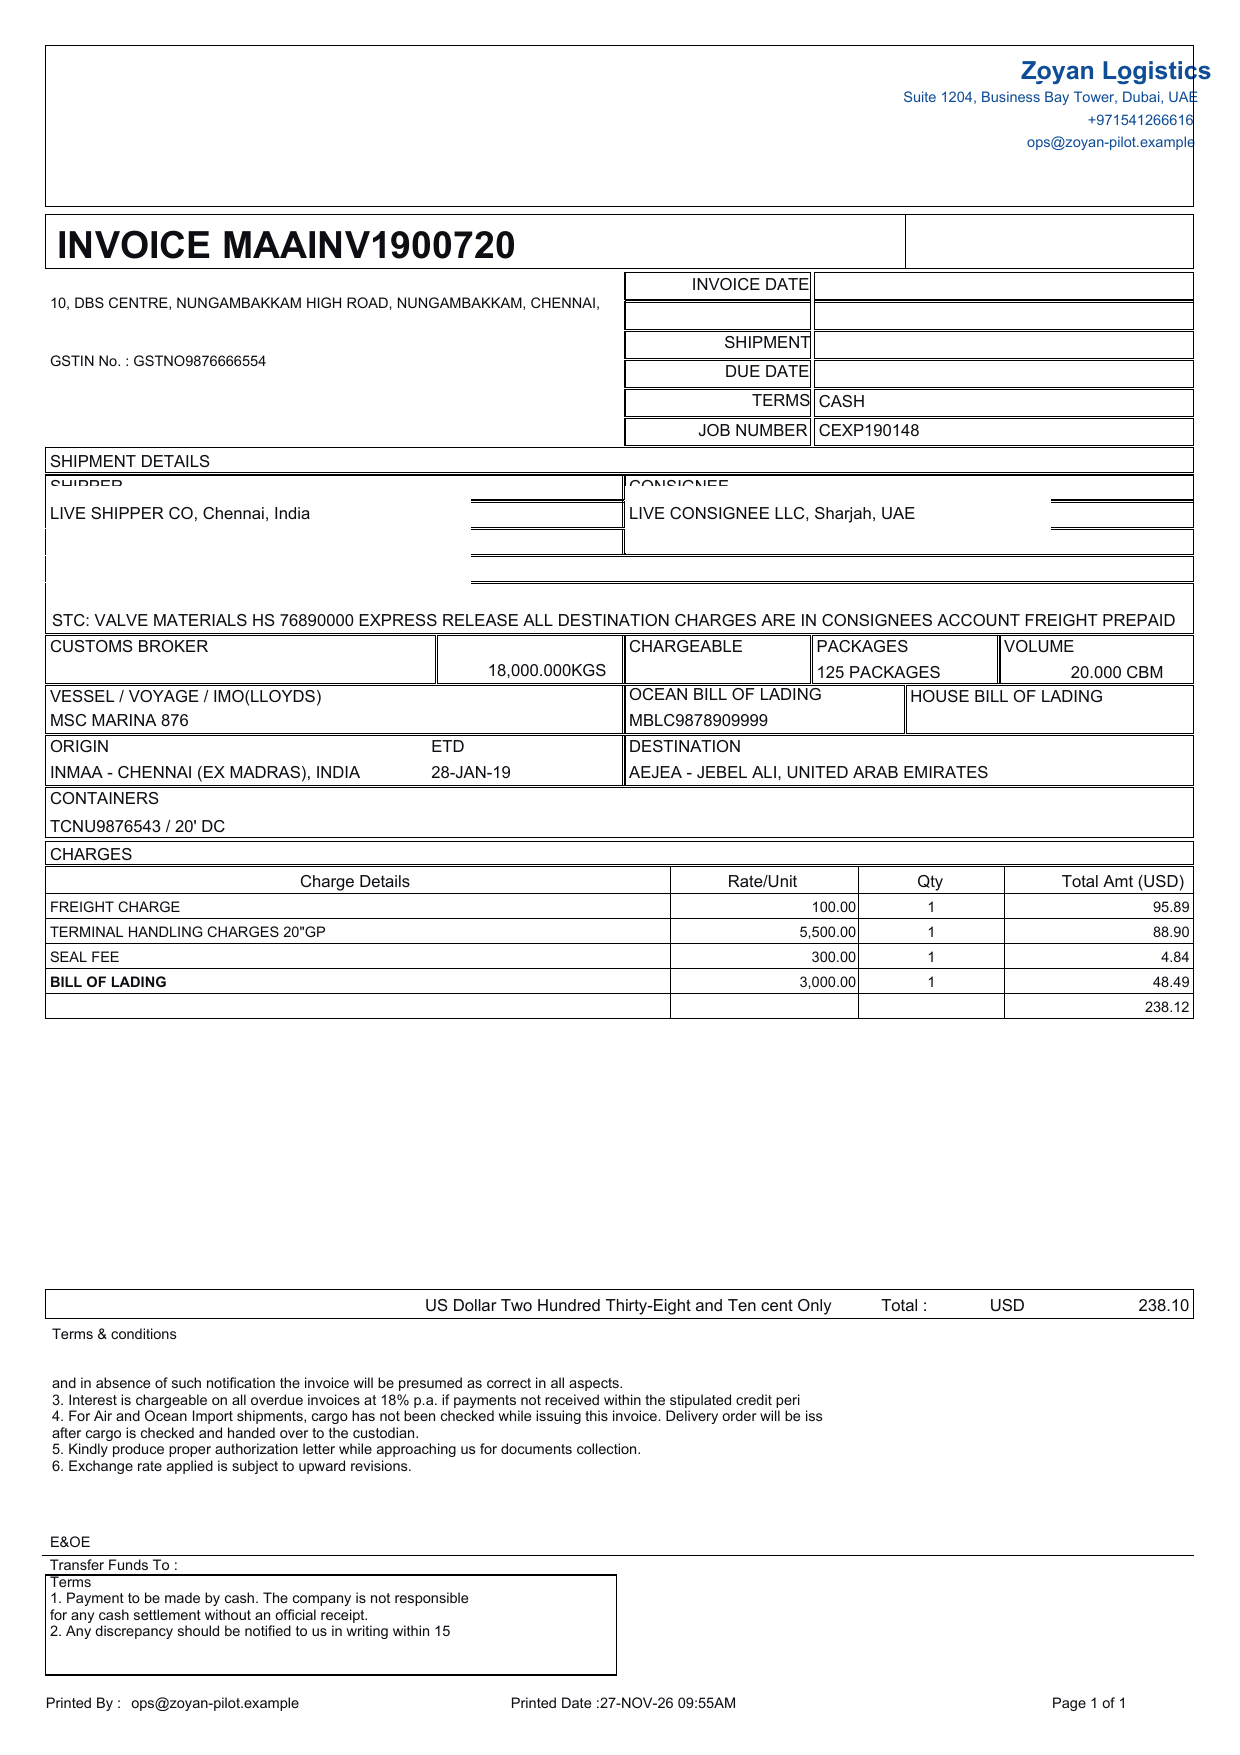 Zoyan Logistics
Suite 1204, Business Bay Tower, Dubai, UAE
+971541266616
ops@zoyan-pilot.example
INVOICE MAAINV1900720
INVOICE DATE
10, DBS CENTRE, NUNGAMBAKKAM HIGH ROAD, NUNGAMBAKKAM, CHENNAI,
SHIPMENT
GSTIN No. : GSTNO9876666554
DUE DATE
TERMS CASH
JOB NUMBER CEXP190148
SHIPMENT DETAILS
SHIPPER CONSIGNEE
LIVE SHIPPER CO, Chennai, India LIVE CONSIGNEE LLC, Sharjah, UAE
STC: VALVE MATERIALS HS 76890000 EXPRESS RELEASE ALL DESTINATION CHARGES ARE IN CONSIGNEES ACCOUNT FREIGHT PREPAID
CUSTOMS BROKER CHARGEABLE PACKAGES VOLUME
18,000.000KGS 125 PACKAGES 20.000 CBM
VESSEL / VOYAGE / IMO(LLOYDS) OCEAN BILL OF LADING HOUSE BILL OF LADING
MSC MARINA 876 MBLC9878909999
ORIGIN ETD DESTINATION
INMAA - CHENNAI (EX MADRAS), INDIA 28-JAN-19 AEJEA - JEBEL ALI, UNITED ARAB EMIRATES
CONTAINERS
TCNU9876543 / 20' DC
CHARGES
Charge Details Rate/Unit Qty Total Amt (USD)
FREIGHT CHARGE 100.00 1 95.89
TERMINAL HANDLING CHARGES 20"GP 5,500.00 1 88.90
SEAL FEE 300.00 1 4.84
BILL OF LADING 3,000.00 1 48.49
238.12
US Dollar Two Hundred Thirty-Eight and Ten cent Only Total : USD 238.10
Terms & conditions
and in absence of such notification the invoice will be presumed as correct in all aspects.
3. Interest is chargeable on all overdue invoices at 18% p.a. if payments not received within the stipulated credit peri
4. For Air and Ocean Import shipments, cargo has not been checked while issuing this invoice. Delivery order will be iss
after cargo is checked and handed over to the custodian.
5. Kindly produce proper authorization letter while approaching us for documents collection.
6. Exchange rate applied is subject to upward revisions.
E&OE
Transfer Funds To :
Terms
1. Payment to be made by cash. The company is not responsible
for any cash settlement without an official receipt.
2. Any discrepancy should be notified to us in writing within 15
Printed By : ops@zoyan-pilot.example Printed Date :27-NOV-26 09:55AM Page 1 of 1